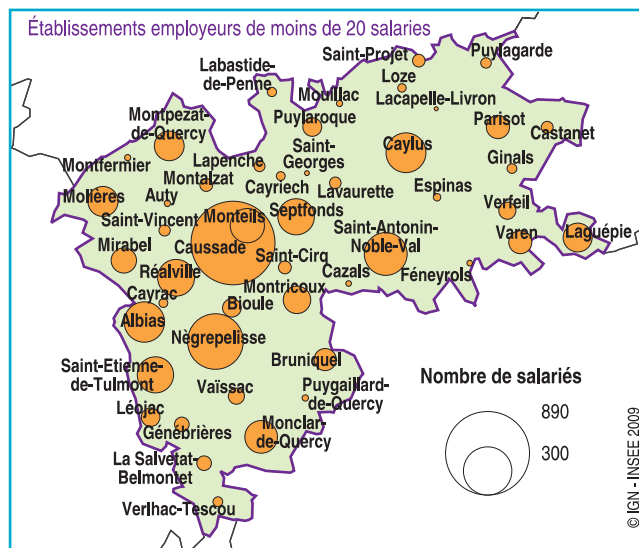 Établissements employeurs de moins de 20 salaries
Saint-Projet
Puylagarde
Labastide-
de-Penne
Loze
Mouillac
Lacapelle-Livron
Montpezat-
de-Quercy
Puylaroque
Parisot
Castanet
Saint-
Georges
Caylus
Montfermier
Lapenche
Ginals
Montalzat
Cayriech
Lavaurette
Espinas
Molières
Auty
Septfonds
Verfeil
Saint-Vincent
Monteils
Saint-Antonin-
Noble-Val
Laguépie
Mirabel
Caussade
Varen
Saint-Cirq
Réalville
Cazals
Féneyrols
Montricoux
Cayrac
Bioule
Albias
Nègrepelisse
Saint-Etienne-
de-Tulmont
Bruniquel
Vaïssac
Puygaillard-
de-Quercy
Léojac
Génébrières
Monclar-
de-Quercy
La Salvetat-
Belmontet
Verlhac-Tescou
Nombre de salariés
890
300
© IGN - INSEE 2009